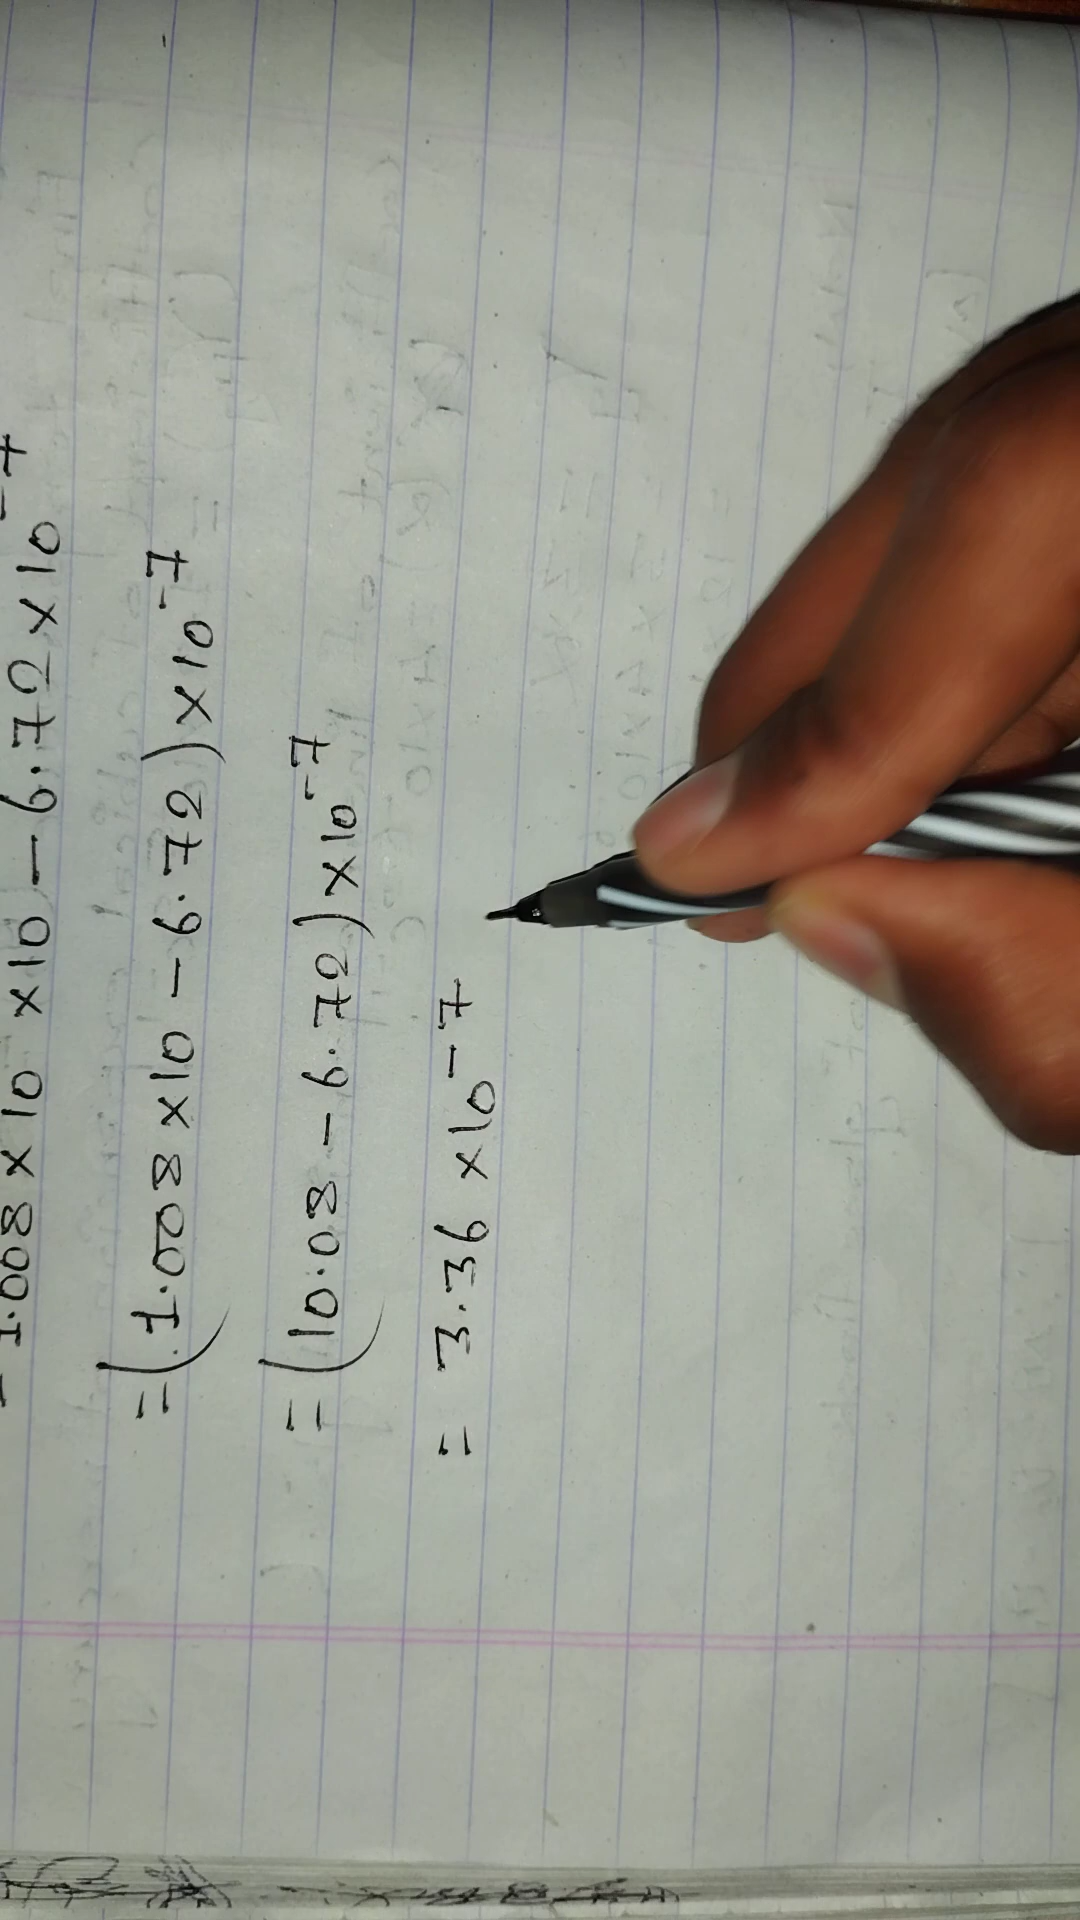 = 1.008 × 10 × 10 − 6.72 × 10⁻⁷
= (1.008 × 10 − 6.72) × 10⁻⁷
= (10.08 − 6.72) × 10⁻⁷
= 3.36 × 10⁻⁷